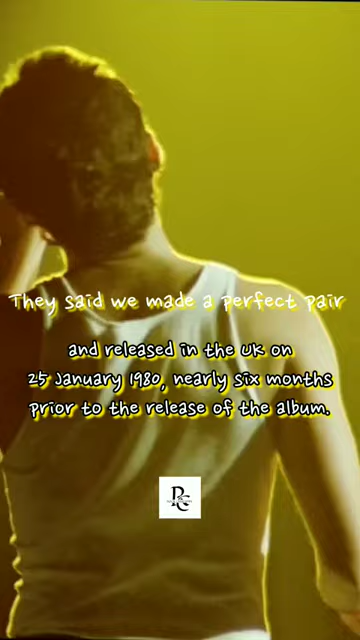 They said we made a perfect pair
and released in the UK on
25 January 1980, nearly six months
prior to the release of the album.